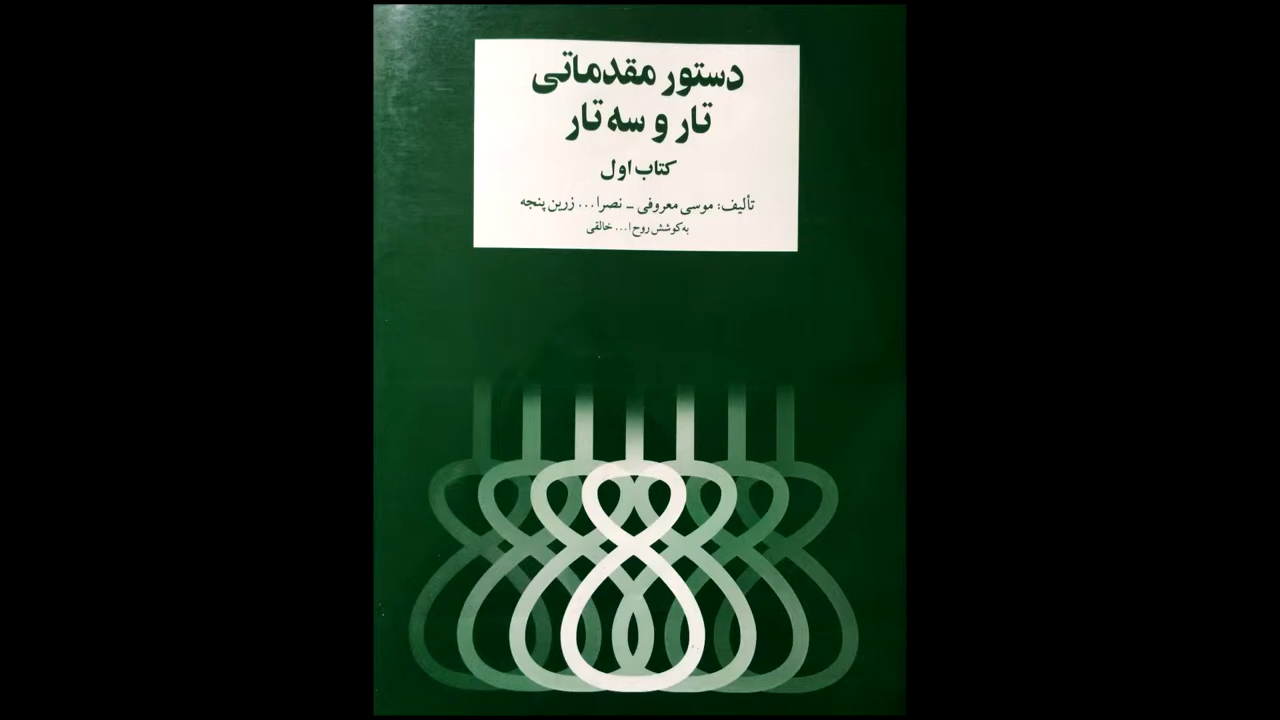 دستور مقدماتی
تار و سه تار
کتاب اول
تألیف: موسی معروفی ـ نصرا... زرین پنجه
به کوشش روح ا... خالقی